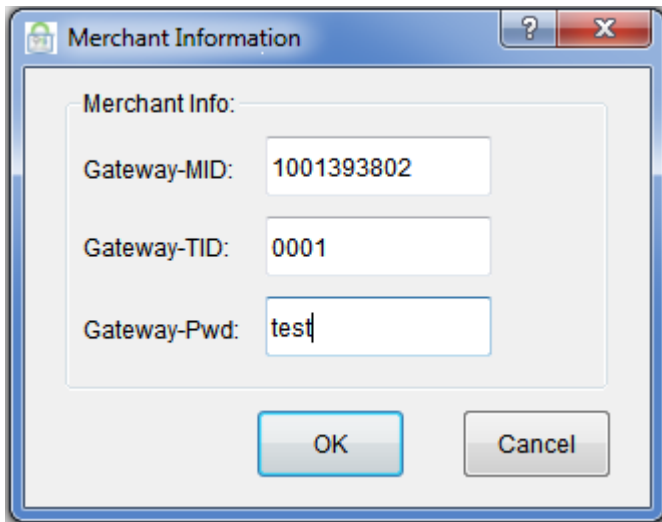 Merchant Information
Merchant Info:
Gateway-MID: 1001393802
Gateway-TID: 0001
Gateway-Pwd: test
OK Cancel